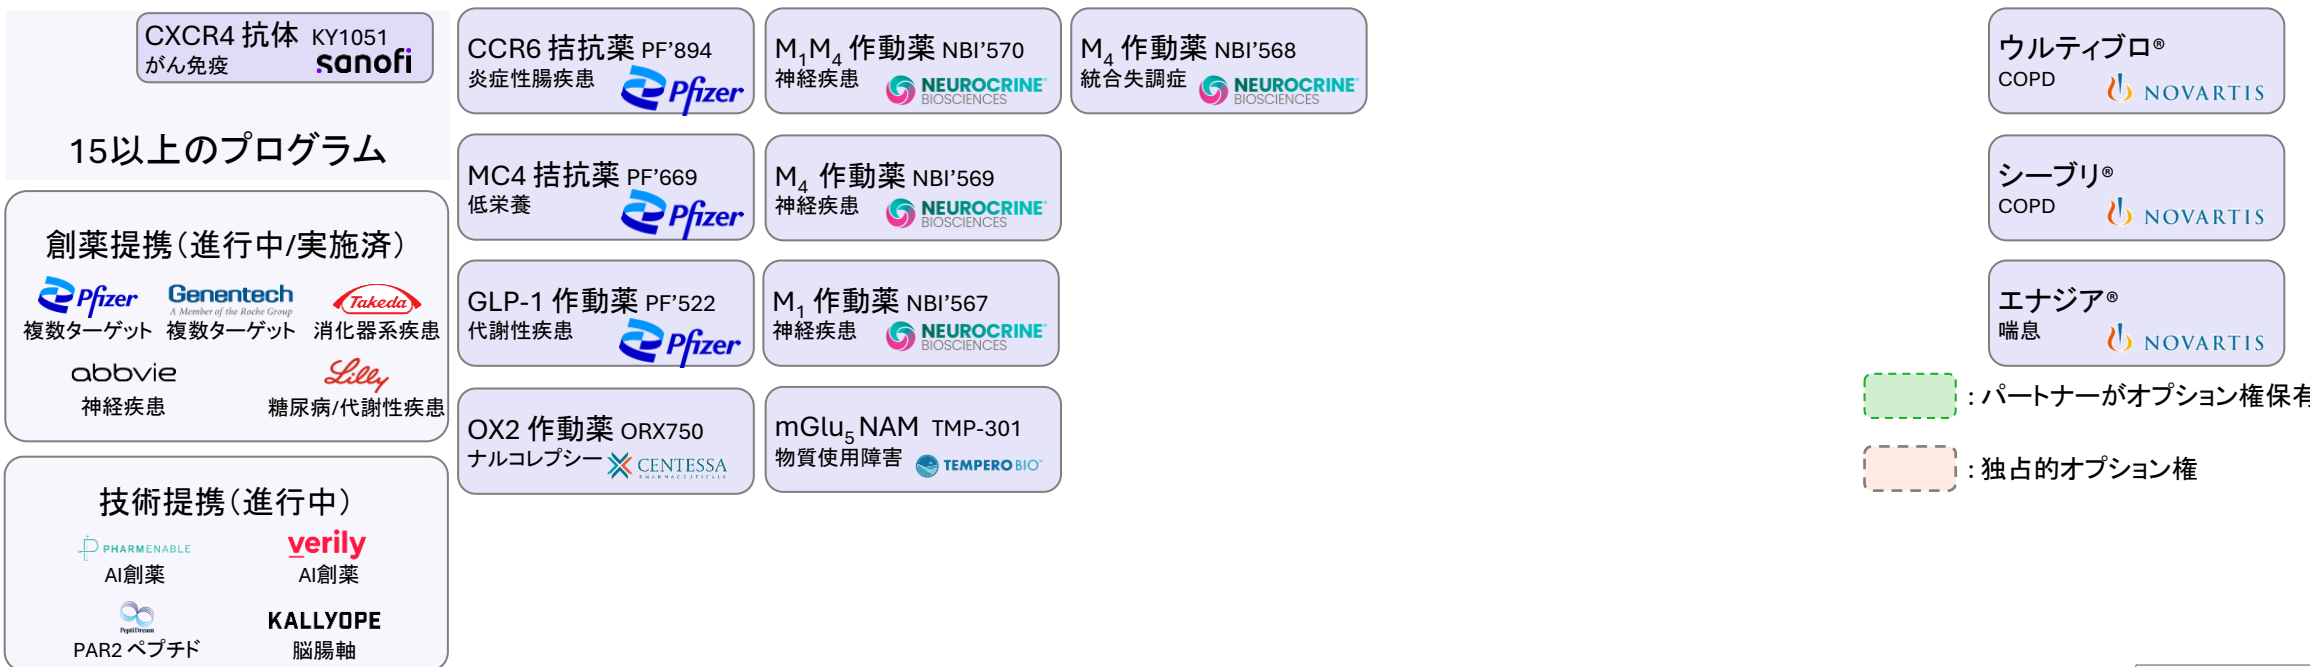 CXCR4 抗体 KY1051
がん免疫 sanofi
15以上のプログラム
創薬提携(進行中/実施済)
Pfizer
複数ターゲット
Genentech
A Member of the Roche Group
複数ターゲット
Takeda
消化器系疾患
abbvie
神経疾患
Lilly
糖尿病/代謝性疾患
技術提携(進行中)
PHARMENABLE
AI創薬
verily
AI創薬
PeptiDream
PAR2 ペプチド
KALLYOPE
脳腸軸
CCR6 拮抗薬 PF’894
炎症性腸疾患 Pfizer
MC4 拮抗薬 PF’669
低栄養 Pfizer
GLP-1 作動薬 PF’522
代謝性疾患 Pfizer
OX2 作動薬 ORX750
ナルコレプシー CENTESSA
PHARMACEUTICALS
M₁M₄ 作動薬 NBI’570
神経疾患 NEUROCRINE
BIOSCIENCES
M₄ 作動薬 NBI’569
神経疾患 NEUROCRINE
BIOSCIENCES
M₁ 作動薬 NBI’567
神経疾患 NEUROCRINE
BIOSCIENCES
mGlu₅ NAM TMP-301
物質使用障害 TEMPERO BIO™
M₄ 作動薬 NBI’568
統合失調症 NEUROCRINE
BIOSCIENCES
ウルティブロ®
COPD NOVARTIS
シーブリ®
COPD NOVARTIS
エナジア®
喘息 NOVARTIS
: パートナーがオプション権保有
: 独占的オプション権